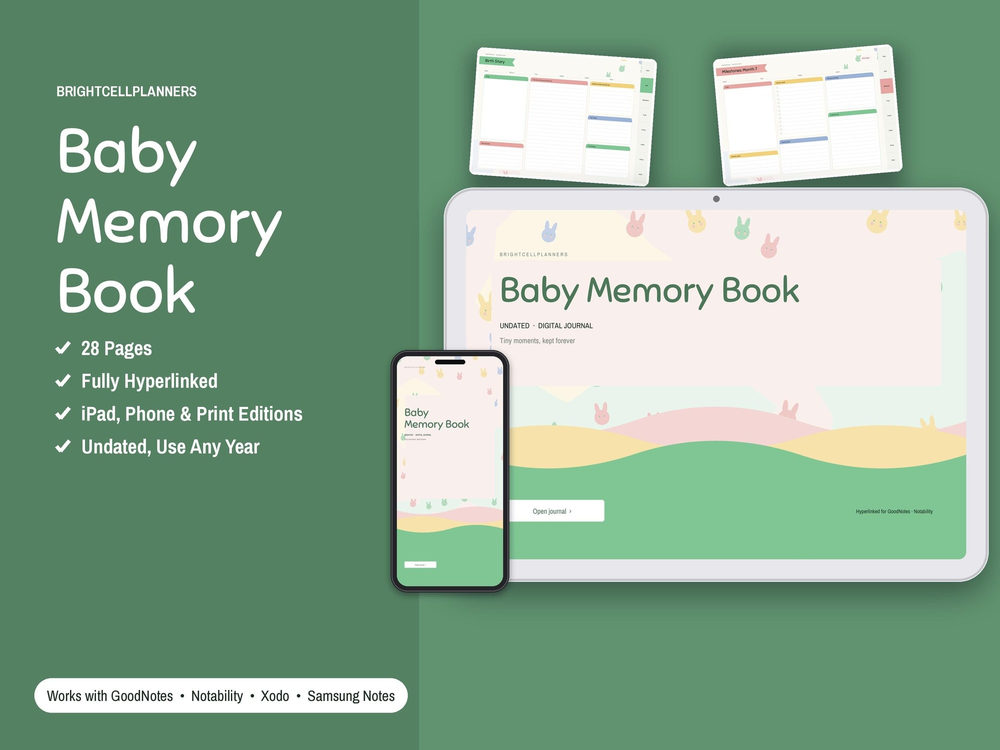 BRIGHTCELLPLANNERS
Baby
Memory
Book
28 Pages
Fully Hyperlinked
iPad, Phone & Print Editions
Undated, Use Any Year
Works with GoodNotes • Notability • Xodo • Samsung Notes
Birth Story
Milestones Month 7
BRIGHTCELLPLANNERS
Baby Memory Book
UNDATED · DIGITAL JOURNAL
Tiny moments, kept forever
Open journal ›
Hyperlinked for GoodNotes · Notability
Baby
Memory Book